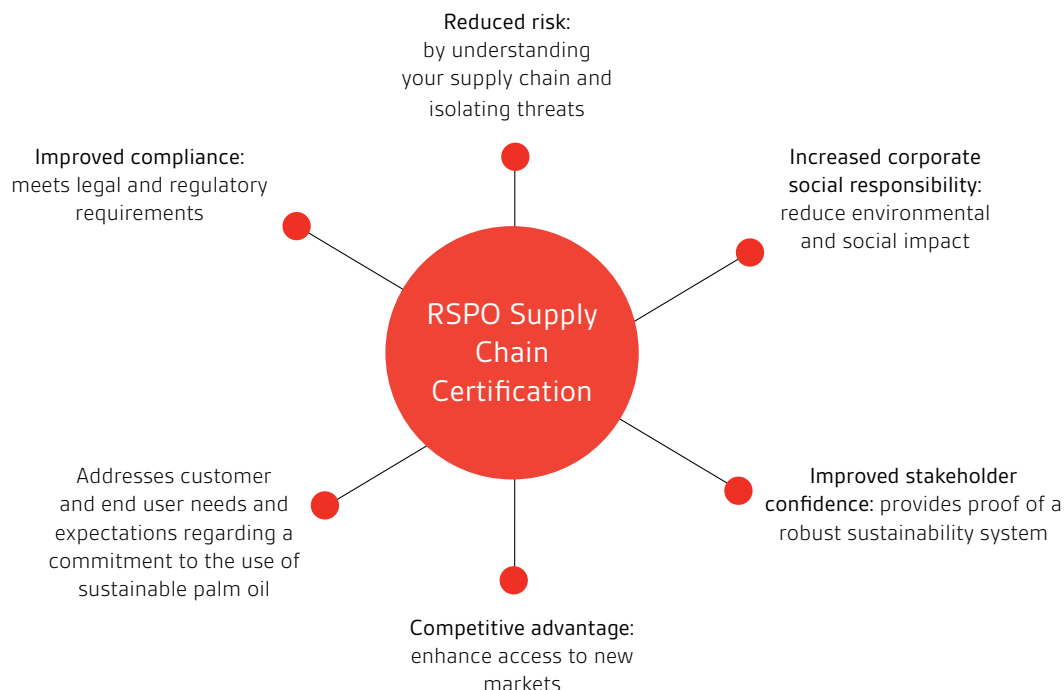 Reduced risk:
by understanding
your supply chain and
isolating threats
Improved compliance:
meets legal and regulatory
requirements
Increased corporate
social responsibility:
reduce environmental
and social impact
RSPO Supply
Chain
Certification
Addresses customer
and end user needs and
expectations regarding a
commitment to the use of
sustainable palm oil
Improved stakeholder
confidence: provides proof of a
robust sustainability system
Competitive advantage:
enhance access to new
markets